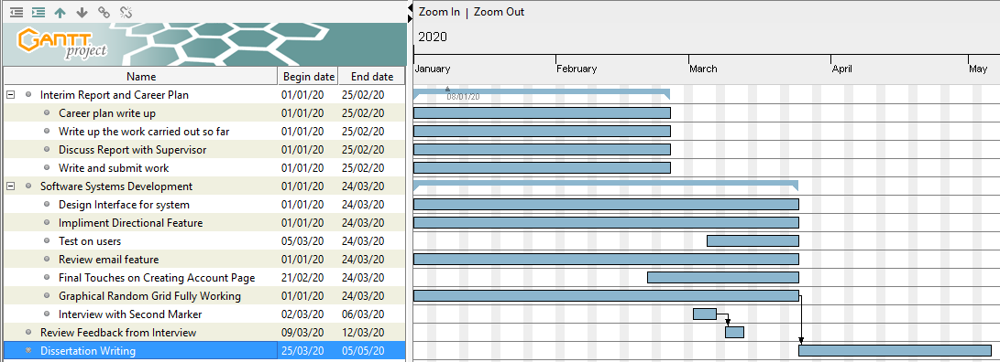 Zoom In | Zoom Out
GANTT
project
2020
Name Begin date End date
January February March April May
Interim Report and Career Plan 01/01/20 25/02/20
08/01/20
Career plan write up 01/01/20 25/02/20
Write up the work carried out so far 01/01/20 25/02/20
Discuss Report with Supervisor 01/01/20 25/02/20
Write and submit work 01/01/20 25/02/20
Software Systems Development 01/01/20 24/03/20
Design Interface for system 01/01/20 24/03/20
Impliment Directional Feature 01/01/20 24/03/20
Test on users 05/03/20 24/03/20
Review email feature 01/01/20 24/03/20
Final Touches on Creating Account Page 21/02/20 24/03/20
Graphical Random Grid Fully Working 01/01/20 24/03/20
Interview with Second Marker 02/03/20 06/03/20
Review Feedback from Interview 09/03/20 12/03/20
Dissertation Writing 25/03/20 05/05/20